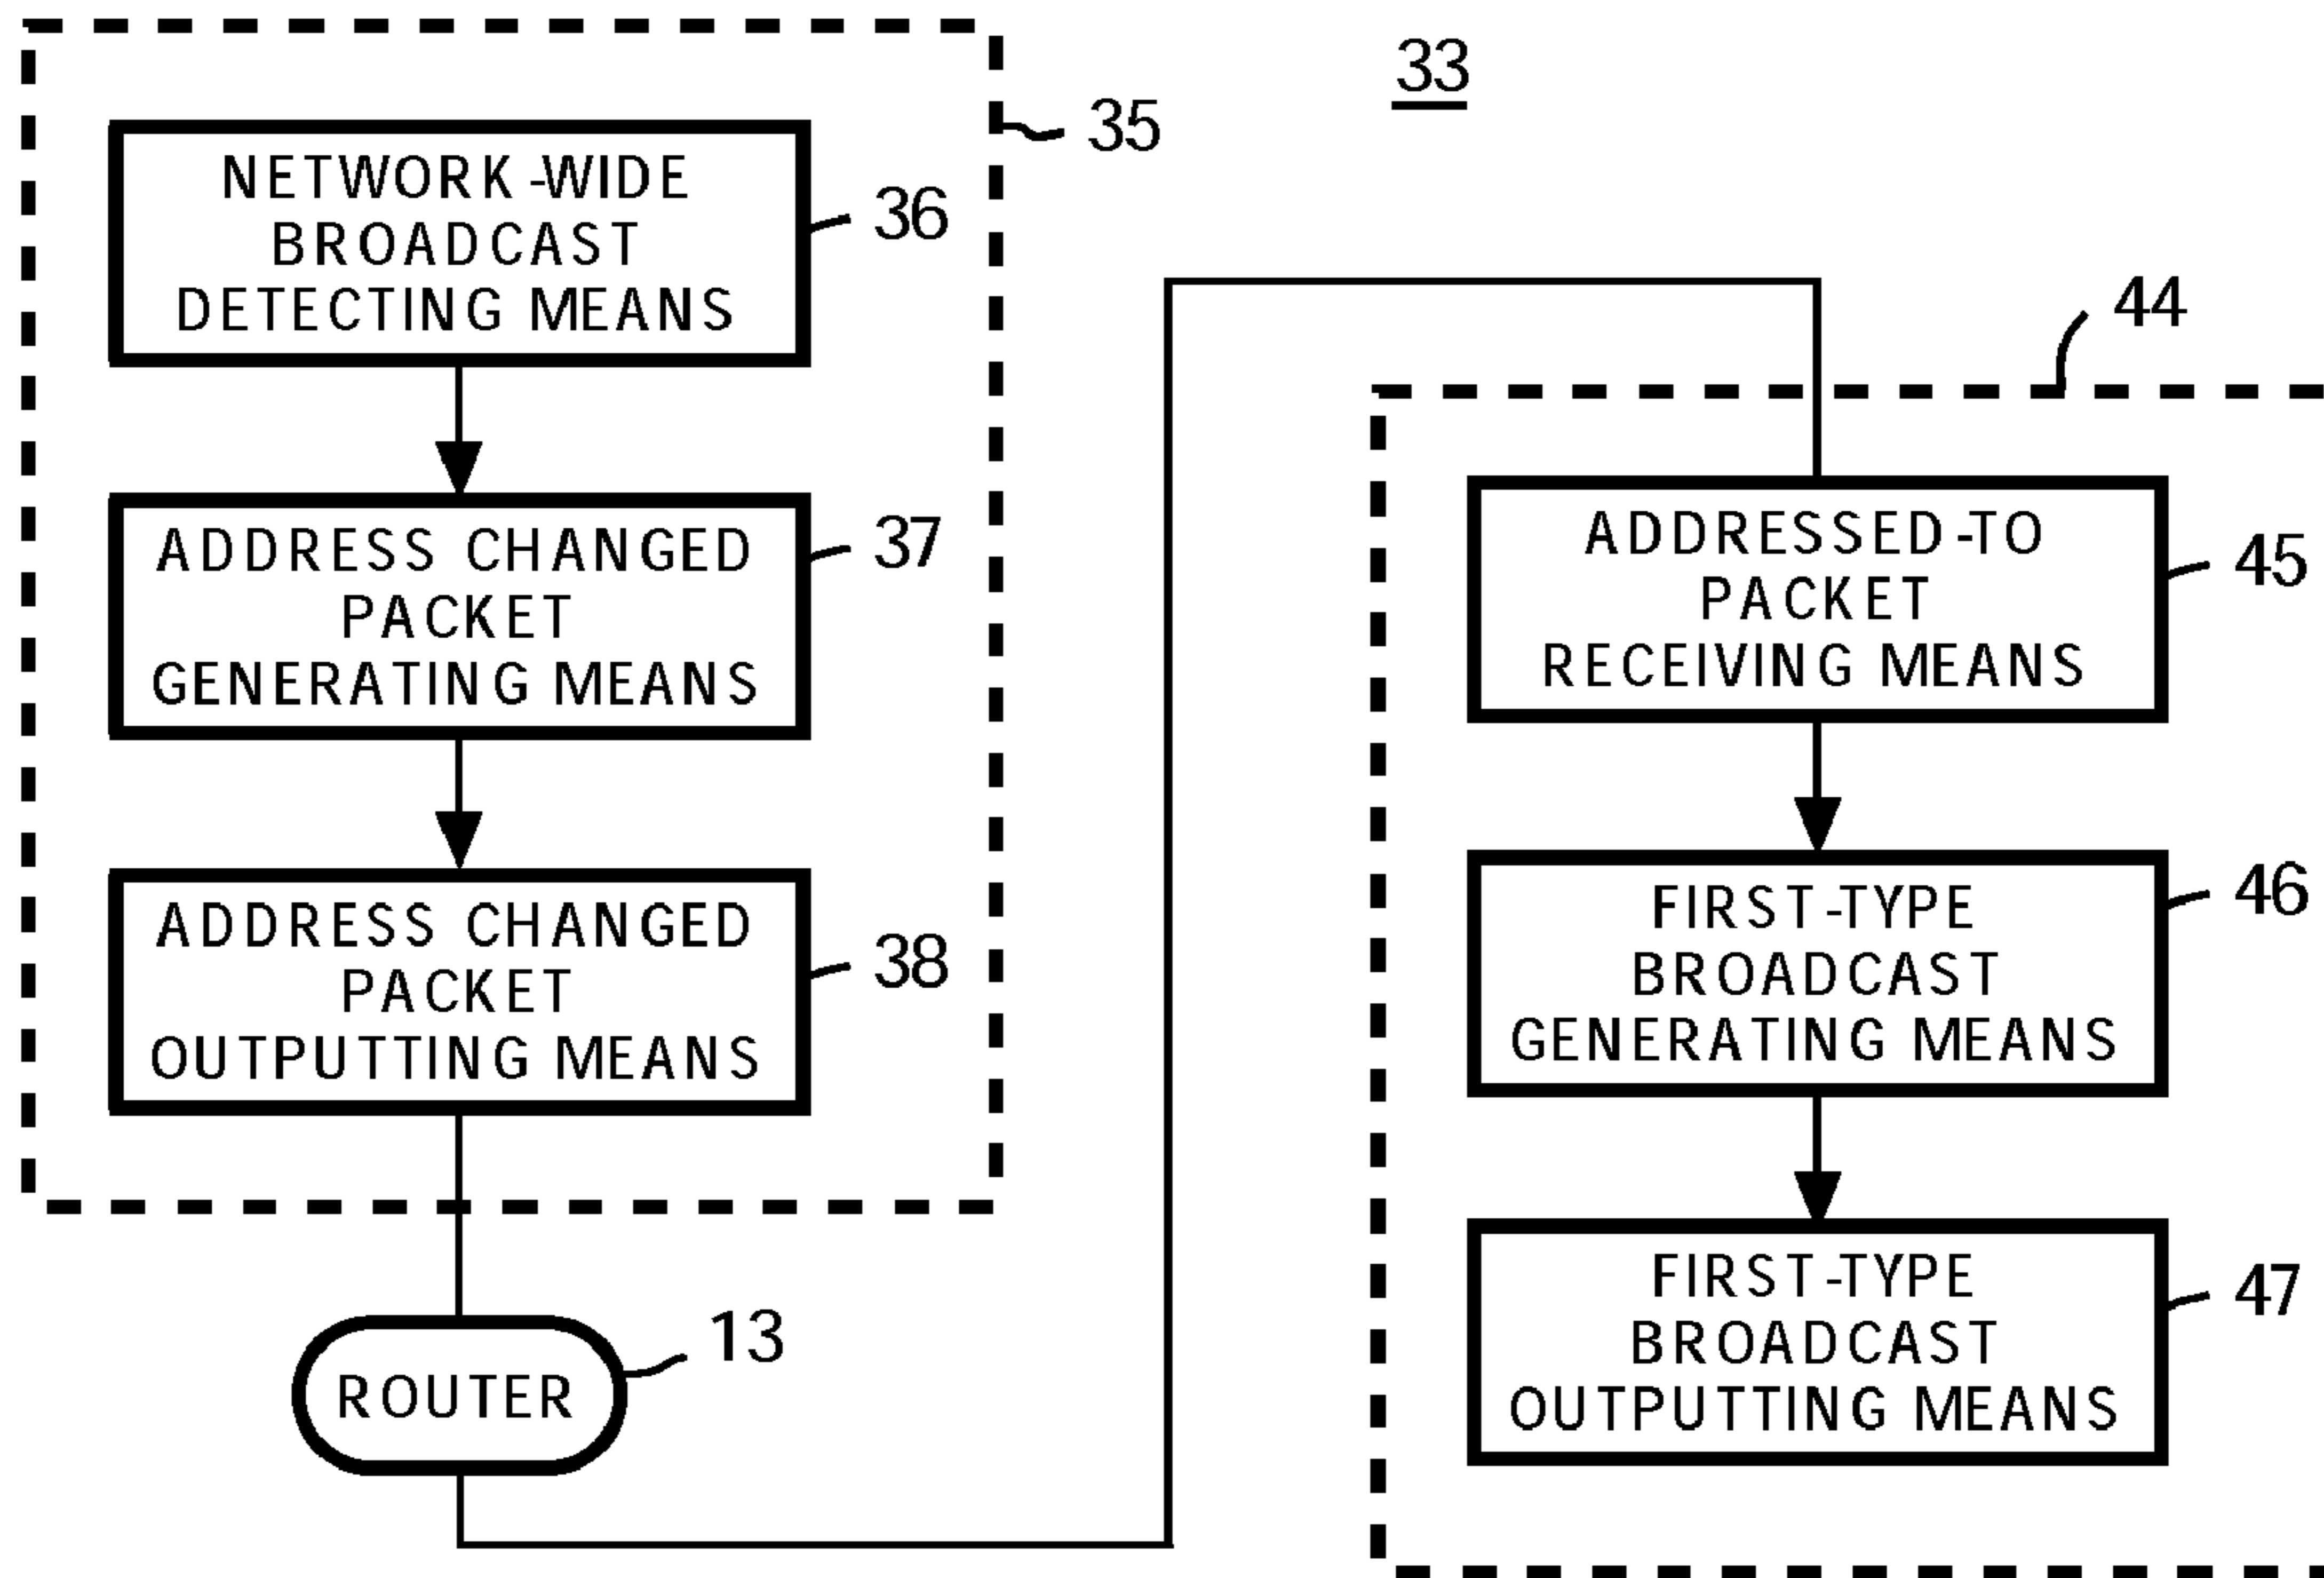 33
35
NETWORK-WIDE
BROADCAST
DETECTING MEANS
36
ADDRESS CHANGED
PACKET
GENERATING MEANS
37
ADDRESS CHANGED
PACKET
OUTPUTTING MEANS
38
ROUTER
13
44
ADDRESSED-TO
PACKET
RECEIVING MEANS
45
FIRST-TYPE
BROADCAST
GENERATING MEANS
46
FIRST-TYPE
BROADCAST
OUTPUTTING MEANS
47